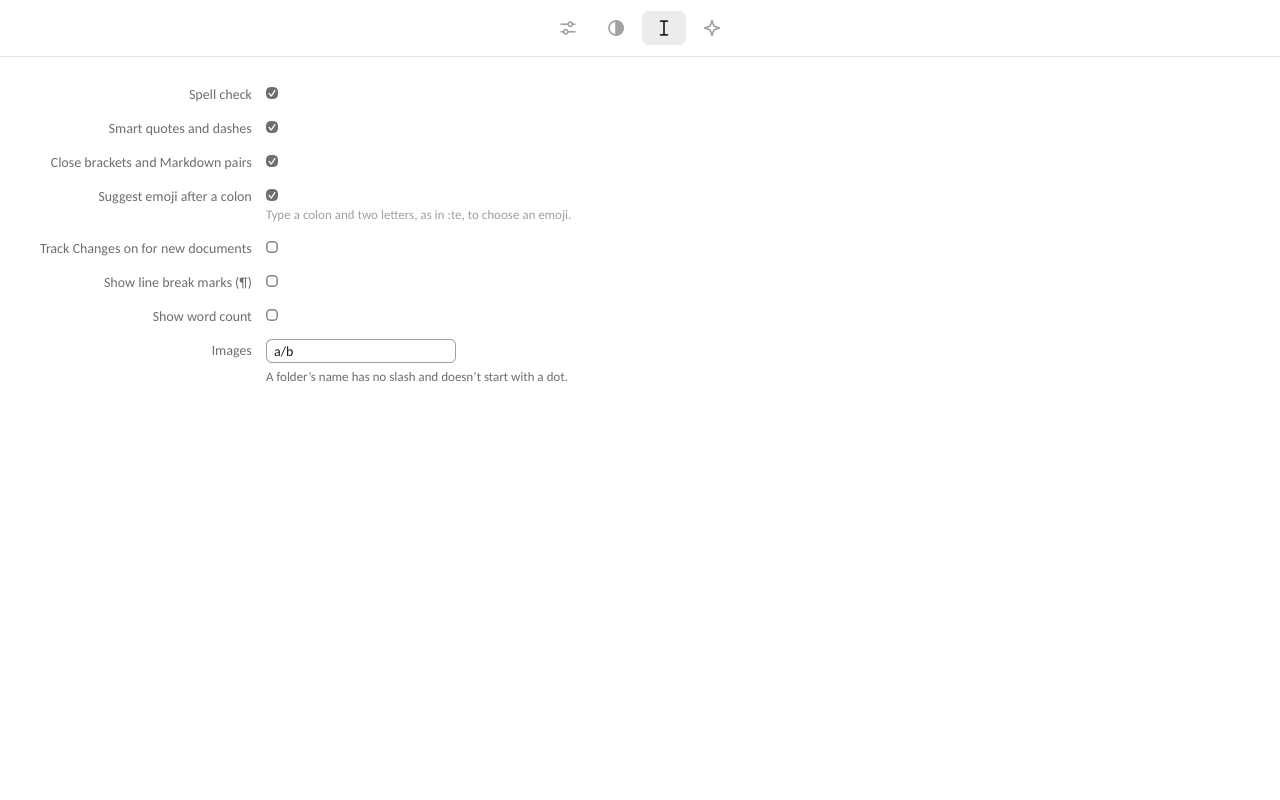 Spell check
Smart quotes and dashes
Close brackets and Markdown pairs
Suggest emoji after a colon
Type a colon and two letters, as in :te, to choose an emoji.
Track Changes on for new documents
Show line break marks (¶)
Show word count
Images a/b
A folder’s name has no slash and doesn’t start with a dot.